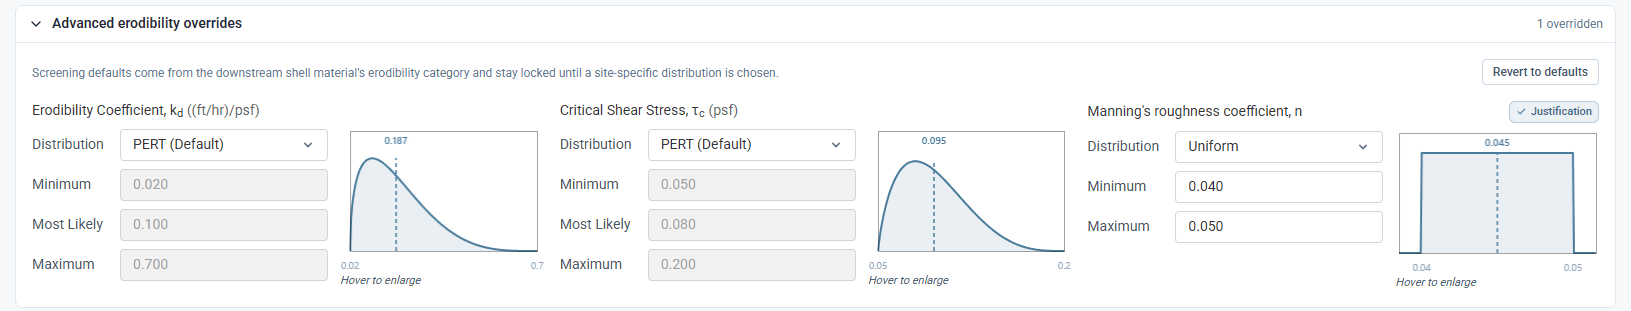 Advanced erodibility overrides
1 overridden
Screening defaults come from the downstream shell material's erodibility category and stay locked until a site-specific distribution is chosen.
Revert to defaults
Erodibility Coefficient, kd ((ft/hr)/psf)
Distribution
PERT (Default)
Minimum
0.020
Most Likely
0.100
Maximum
0.700
0.187
0.02
0.7
Hover to enlarge
Critical Shear Stress, τc (psf)
Distribution
PERT (Default)
Minimum
0.050
Most Likely
0.080
Maximum
0.200
0.095
0.05
0.2
Hover to enlarge
Manning's roughness coefficient, n
✓ Justification
Distribution
Uniform
Minimum
0.040
Maximum
0.050
0.045
0.04
0.05
Hover to enlarge